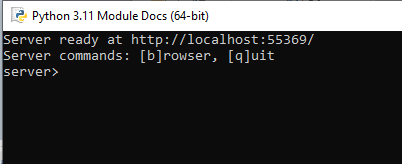 Python 3.11 Module Docs (64-bit)
Server ready at http://localhost:55369/
Server commands: [b]rowser, [q]uit
server>